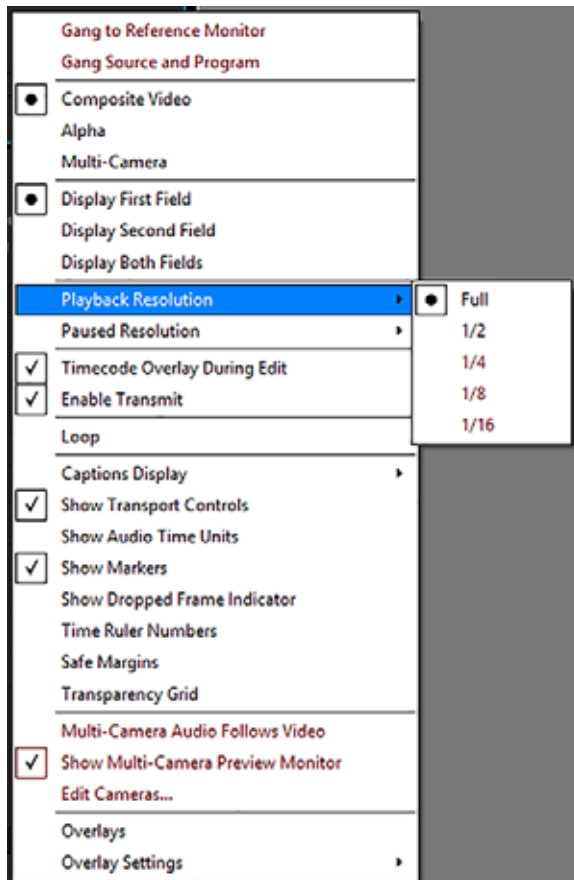 Gang to Reference Monitor
Gang Source and Program
Composite Video
Alpha
Multi-Camera
Display First Field
Display Second Field
Display Both Fields
Playback Resolution
Paused Resolution
Timecode Overlay During Edit
Enable Transmit
Loop
Captions Display
Show Transport Controls
Show Audio Time Units
Show Markers
Show Dropped Frame Indicator
Time Ruler Numbers
Safe Margins
Transparency Grid
Multi-Camera Audio Follows Video
Show Multi-Camera Preview Monitor
Edit Cameras...
Overlays
Overlay Settings
Full
1/2
1/4
1/8
1/16